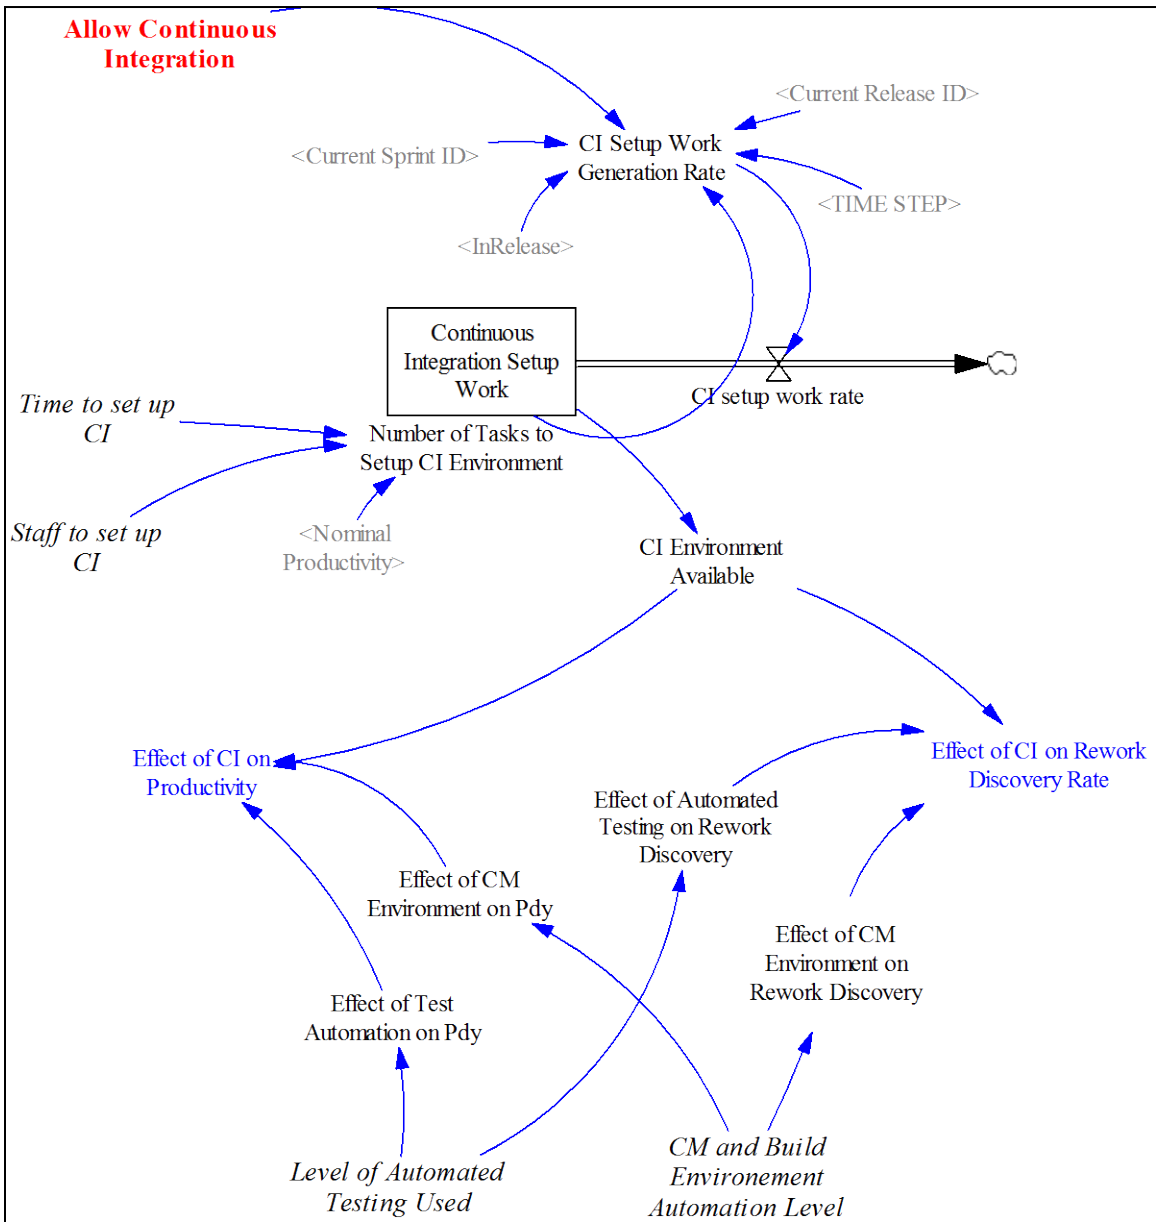 Allow Continuous
Integration
<Current Release ID>
<Current Sprint ID>
CI Setup Work
Generation Rate
<TIME STEP>
<InRelease>
Continuous
Integration Setup
Work
CI setup work rate
Time to set up
CI
Number of Tasks to
Setup CI Environment
Staff to set up
CI
<Nominal
Productivity>
CI Environment
Available
Effect of CI on
Productivity
Effect of CI on Rework
Discovery Rate
Effect of Automated
Testing on Rework
Discovery
Effect of CM
Environment on Pdy
Effect of CM
Environment on
Rework Discovery
Effect of Test
Automation on Pdy
Level of Automated
Testing Used
CM and Build
Environement
Automation Level